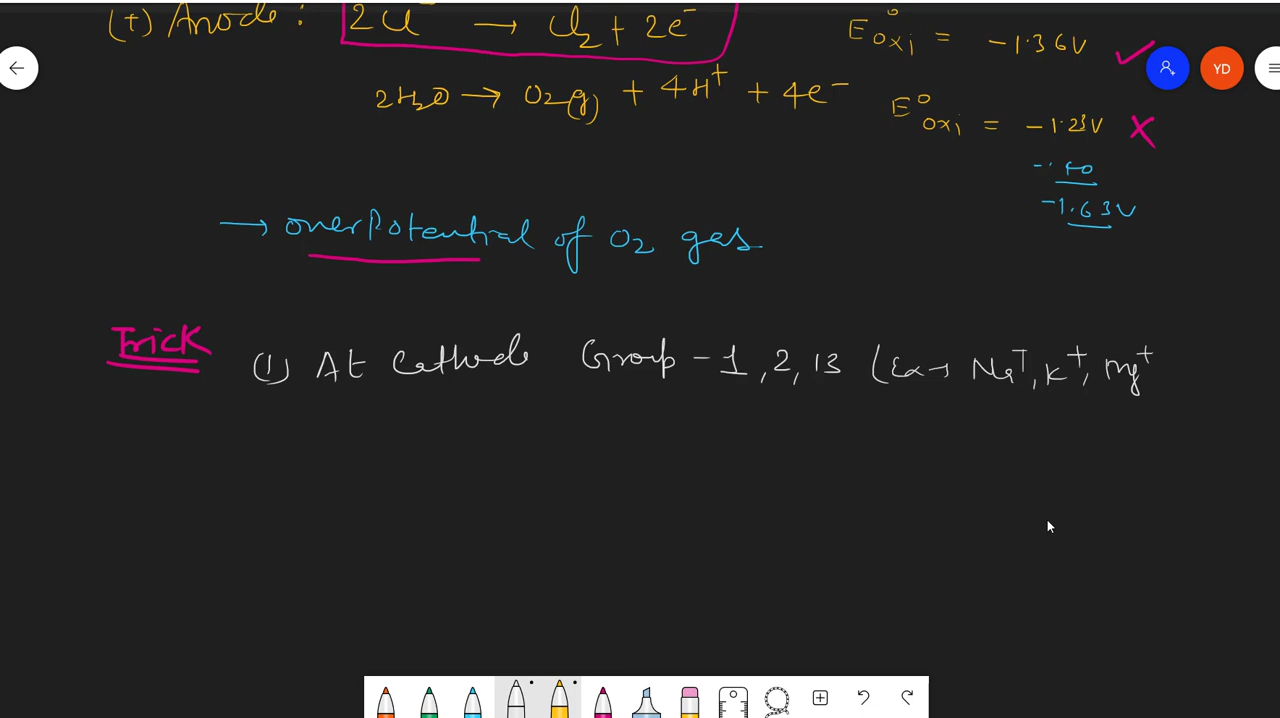 (+) Anode : 2Cl⁻ → Cl₂ + 2e⁻ E°oxi = -1.36V ✓
2H₂O → O₂(g) + 4H⁺ + 4e⁻ E°oxi = -1.23V ✗
-1.63V
→ overPotential of O₂ gas
Trick (1) At Cathode Group - 1, 2, 13 (Ex→ Na⁺, K⁺, Mg⁺
YD